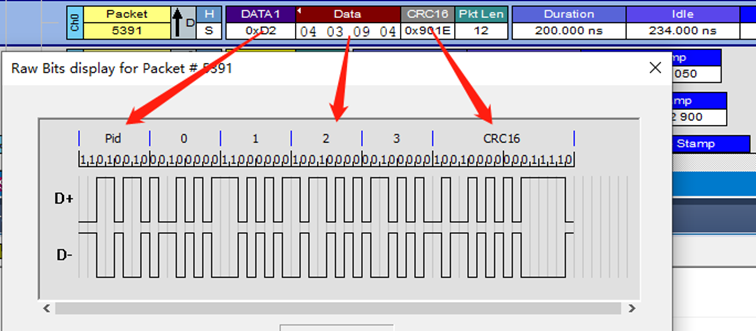 Ch0 Packet H DATA1 Data CRC16 Pkt Len Duration Idle
5391 D S 0xD2 04 03 09 04 0x901E 12 200.000 ns 234.000 ns
Raw Bits display for Packet # 5391
mp
050
mp
2 900
Stamp
Pid 0 1 2 3 CRC16
1,1,0,1,0,0,1,0,0,0,1,0,0,0,0,0,1,1,0,0,0,0,0,0,1,0,0,1,0,0,0,0,0,0,1,0,0,0,0,0,1,0,0,1,0,0,0,0,0,0,0,1,1,1,1,0
D+
D-